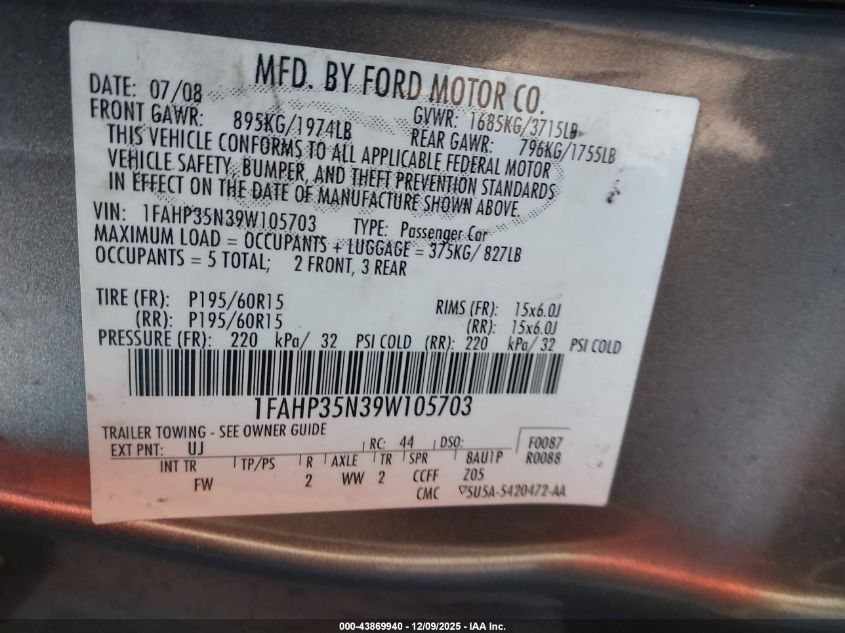 MFD. BY FORD MOTOR CO.
DATE: 07/08 GVWR: 1685KG/3715LB
FRONT GAWR: 895KG/1974LB REAR GAWR: 796KG/1755LB
THIS VEHICLE CONFORMS TO ALL APPLICABLE FEDERAL MOTOR
VEHICLE SAFETY, BUMPER, AND THEFT PREVENTION STANDARDS
IN EFFECT ON THE DATE OF MANUFACTURE SHOWN ABOVE.
VIN: 1FAHP35N39W105703 TYPE: Passenger Car
MAXIMUM LOAD = OCCUPANTS + LUGGAGE = 375KG/ 827LB
OCCUPANTS = 5 TOTAL; 2 FRONT, 3 REAR
TIRE (FR): P195/60R15 RIMS (FR): 15x6.0J
(RR): P195/60R15 (RR): 15x6.0J
PRESSURE (FR): 220 kPa/ 32 PSI COLD (RR): 220 kPa/ 32 PSI COLD
1FAHP35N39W105703
TRAILER TOWING - SEE OWNER GUIDE
EXT PNT: UJ RC: 44 DSO: F0087
INT TR TP/PS R AXLE TR SPR 8AU1P R0088
FW 2 WW 2 CCFF Z05
CMC 5U5A-5420472-AA
000-43869940 - 12/09/2025 - IAA Inc.